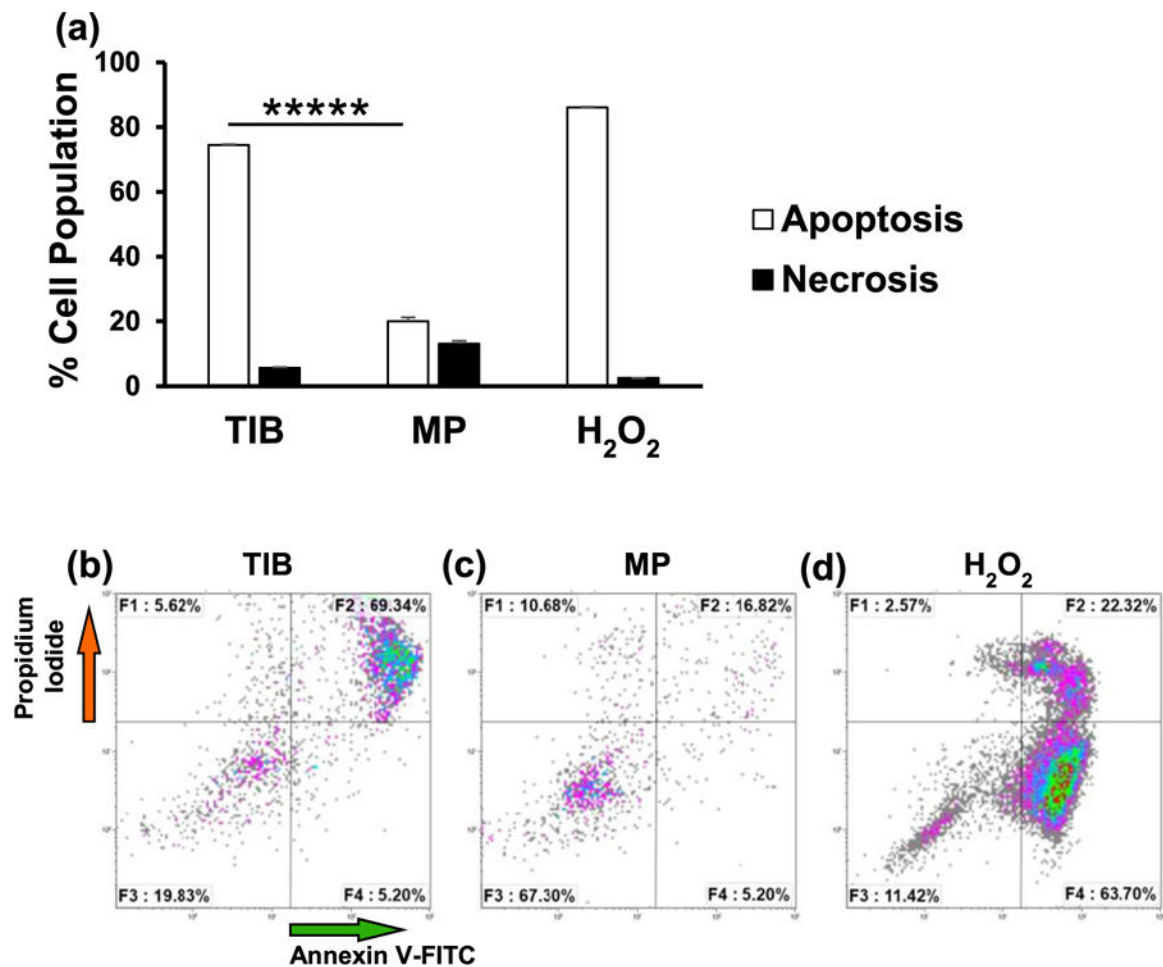 (a)
100
80
60
40
20
0
% Cell Population
*****
Apoptosis
Necrosis
TIB MP H₂O₂
(b) TIB
(c) MP
(d) H₂O₂
Propidium
Iodide
F1 : 5.62% F2 : 69.34%
F3 : 19.83% F4 : 5.20%
F1 : 10.68% F2 : 16.82%
F3 : 67.30% F4 : 5.20%
F1 : 2.57% F2 : 22.32%
F3 : 11.42% F4 : 63.70%
Annexin V-FITC